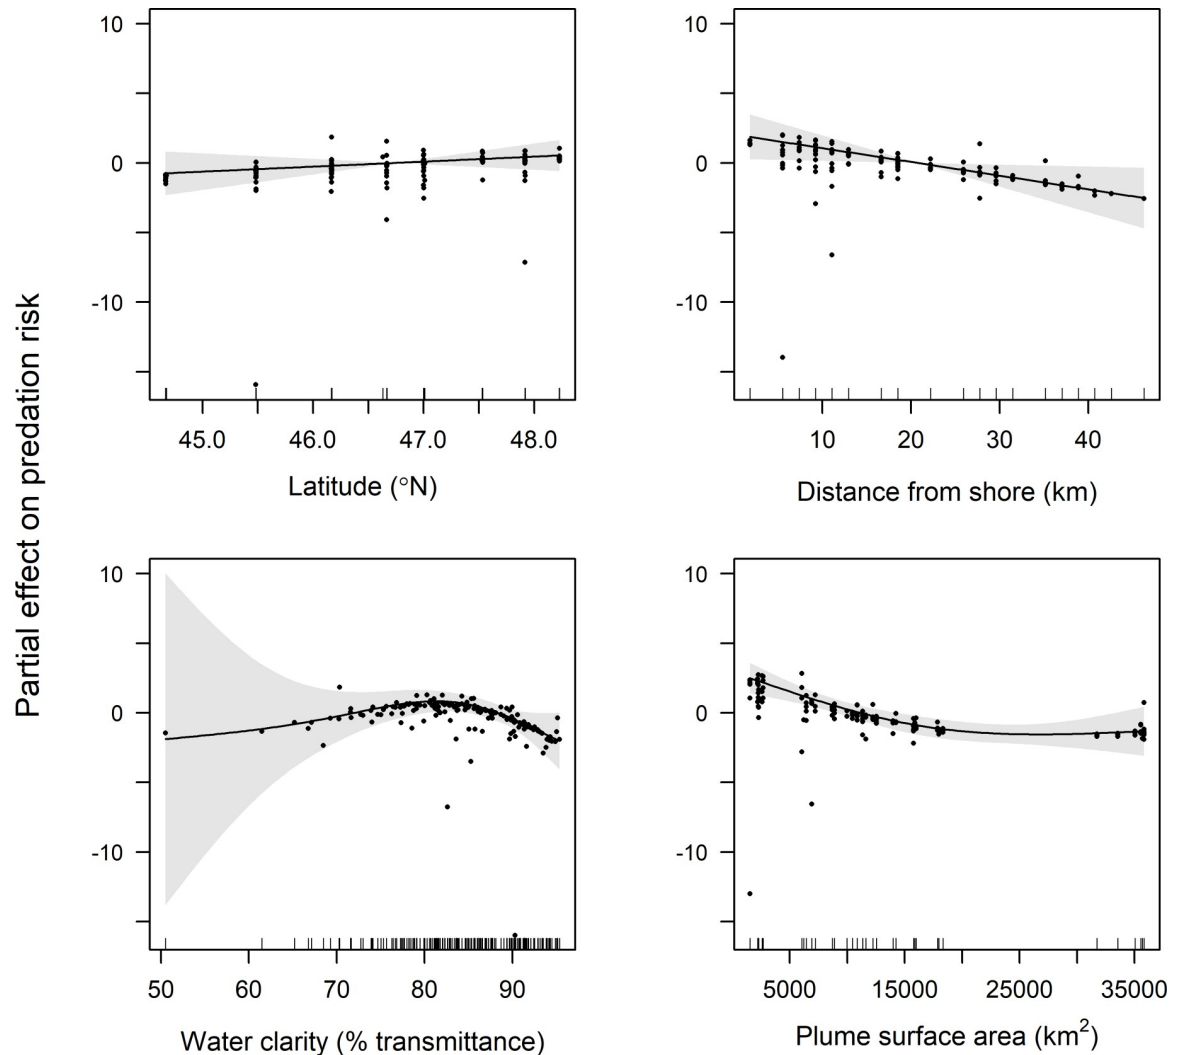 Partial effect on predation risk
10
0
-10
45.0 46.0 47.0 48.0
Latitude (°N)
10
0
-10
10 20 30 40
Distance from shore (km)
10
0
-10
50 60 70 80 90
Water clarity (% transmittance)
10
0
-10
5000 15000 25000 35000
Plume surface area (km²)